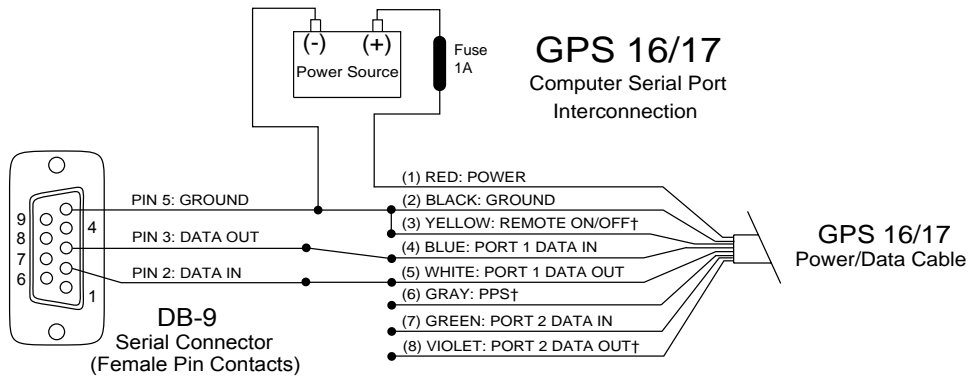 (-) (+)
Power Source
Fuse
1A
GPS 16/17
Computer Serial Port
Interconnection
(1) RED: POWER
PIN 5: GROUND
(2) BLACK: GROUND
(3) YELLOW: REMOTE ON/OFF†
PIN 3: DATA OUT
(4) BLUE: PORT 1 DATA IN
PIN 2: DATA IN
(5) WHITE: PORT 1 DATA OUT
(6) GRAY: PPS†
(7) GREEN: PORT 2 DATA IN
(8) VIOLET: PORT 2 DATA OUT†
9
8
7
6
4
1
GPS 16/17
Power/Data Cable
DB-9
Serial Connector
(Female Pin Contacts)